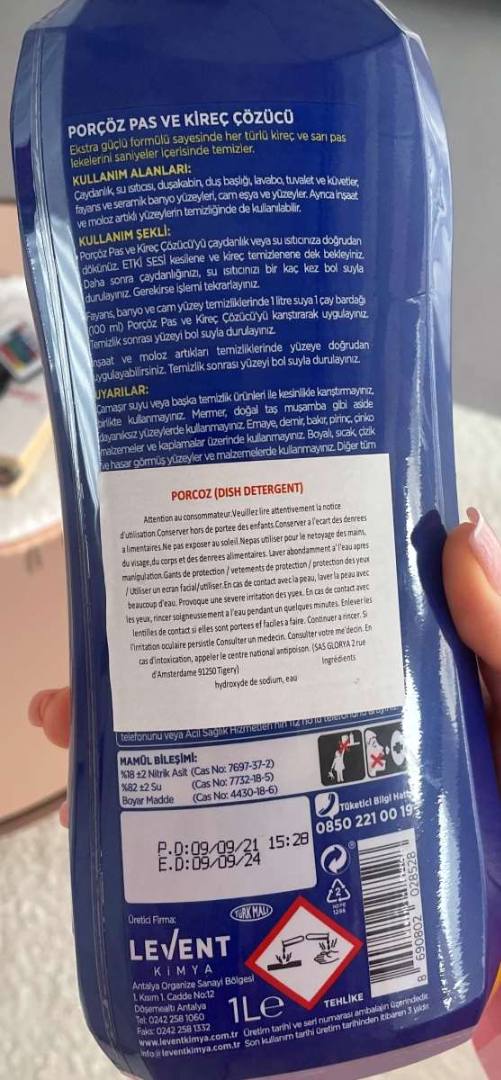 PORÇÖZ PAS VE KİREÇ ÇÖZÜCÜ
Ekstra güçlü formülü sayesinde her türlü kireç ve sarı pas
lekelerini saniyeler içerisinde temizler.
KULLANIM ALANLARI:
Çaydanlık, su ısıtıcısı, duşakabin, duş başlığı, lavabo, tuvalet ve küvetler,
fayans ve seramik banyo yüzeyleri, cam eşya ve yüzeyler. Ayrıca inşaat
ve moloz artıklı yüzeylerin temizliğinde de kullanılabilir.
KULLANIM ŞEKLİ:
Porçöz Pas ve Kireç Çözücü'yü çaydanlık veya su ısıtıcınıza doğrudan
dökünüz. ETKİ SESİ kesilene ve kireç temizlenene dek bekleyiniz.
Daha sonra çaydanlığınızı, su ısıtıcınızı bir kaç kez bol suyla
durulayınız. Gerekirse işlemi tekrarlayınız.
Fayans, banyo ve cam yüzey temizliklerinde 1 litre suya 1 çay bardağı
(100 ml) Porçöz Pas ve Kireç Çözücü'yü karıştırarak uygulayınız.
Temizlik sonrası yüzeyi bol suyla durulayınız.
İnşaat ve moloz artıkları temizliklerinde yüzeye doğrudan
uygulayabilirsiniz. Temizlik sonrası yüzeyi bol suyla durulayınız.
UYARILAR:
Çamaşır suyu veya başka temizlik ürünleri ile kesinlikle karıştırmayınız,
birlikte kullanmayınız. Mermer, doğal taş muşamba gibi aside
dayanıksız yüzeylerde kullanmayınız. Emaye, demir, bakır, pirinç, çinko
malzemeler ve kaplamalar üzerinde kullanmayınız. Boyalı, sıcak, çizik
ve hasar görmüş yüzeyler ve malzemelerde kullanmayınız. Diğer tüm
PORCOZ (DISH DETERGENT)
Attention au consommateur.Veuillez lire attentivement la notice
d'utilisation.Conserver hors de portee des enfants.Conserver a l'ecart des denrees
a limentaires.Ne pas exposer au soleil.Nepas utiliser pour le netoyage des mains,
du visage,du corps et des denrees alimentaires. Laver abondamment a' l'eau apres
manipulation.Gants de protection / vetements de protection / protection des yeux
/ Utiliser un ecran facial/utiliser.En cas de contact avec la peau, laver la peau avec
beaucoup d'eau. Provoque une severe irritation des yuex. En cas de contact avec
les yeux, rincer soigneussement a l'eau pendant un quelques minutes. Enlever les
lentilles de contact si elles sont portees ef faciles a faire. Continuer a rincer. Si
l'irritation oculaire persistle Consulter un medecin. Consulter votre me'decin. En
cas d'intoxication, appeler le centre national antipoison. (SAS GLORYA 2 rue
d'Amsterdame 91250 Tigery) Ingrédients
hydroxyde de sodium, eau
telefonunu veya Acil Sağlık Hizmetleri'nin 112 no'lu telefonunu
MAMÜL BİLEŞİMİ:
%18 ±2 Nitrik Asit (Cas No: 7697-37-2)
%82 ±2 Su (Cas No: 7732-18-5)
Boyar Madde (Cas No: 4430-18-6)
Tüketici Bilgi Hattı
0850 221 00 19
P.D:09/09/21 15:28
E.D:09/09/24
2
HDPE
Üretici Firma:
TÜRK MALI
LEVENT
KİMYA
Antalya Organize Sanayi Bölgesi
1. Kısım 1. Cadde No:12
Döşemealtı Antalya
Tel: 0242 258 1060
Faks: 0242 258 1332
www.leventkimya.com.tr
info@leventkimya.com.tr
1Le
TEHLİKE
8 690802 028528
Üretim tarihi ve seri numarası ambalajın üzerindedir.
Son kullanım tarihi üretim tarihinden itibaren 3 yıldır.